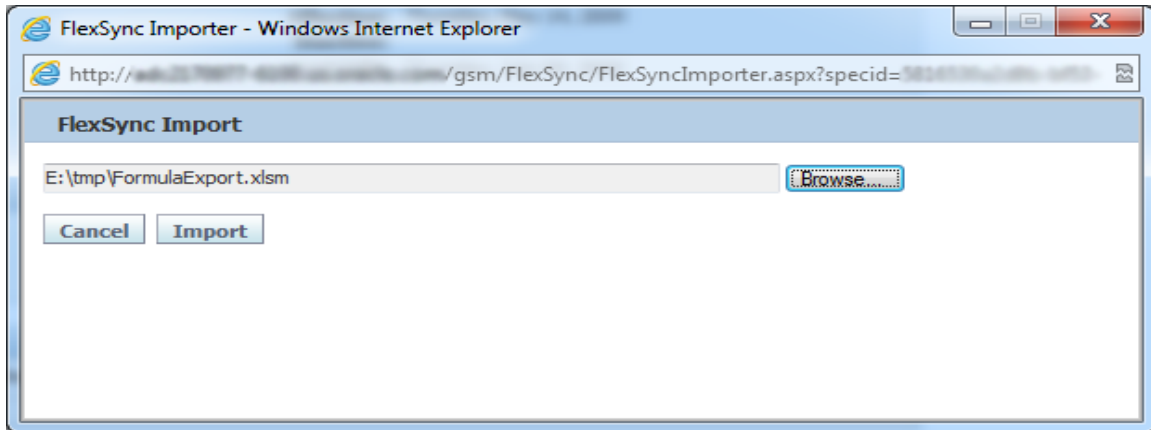 FlexSync Importer - Windows Internet Explorer
http:// /gsm/FlexSync/FlexSyncImporter.aspx?specid=
FlexSync Import
E:\tmp\FormulaExport.xlsm Browse......
Cancel Import